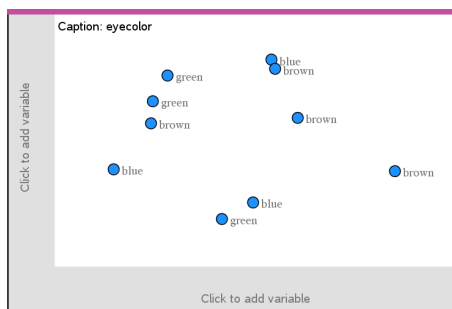 Caption: eyecolor
blue
brown
green
green
brown
brown
blue
brown
blue
green
Click to add variable
Click to add variable